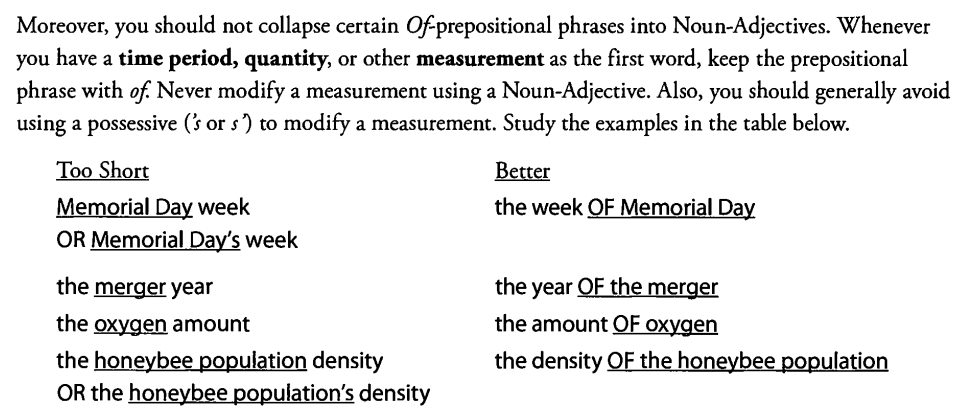 Moreover, you should not collapse certain Of-prepositional phrases into Noun-Adjectives. Whenever
you have a time period, quantity, or other measurement as the first word, keep the prepositional
phrase with of. Never modify a measurement using a Noun-Adjective. Also, you should generally avoid
using a possessive ('s or s') to modify a measurement. Study the examples in the table below.
Too Short Better
Memorial Day week the week OF Memorial Day
OR Memorial Day's week
the merger year the year OF the merger
the oxygen amount the amount OF oxygen
the honeybee population density the density OF the honeybee population
OR the honeybee population's density